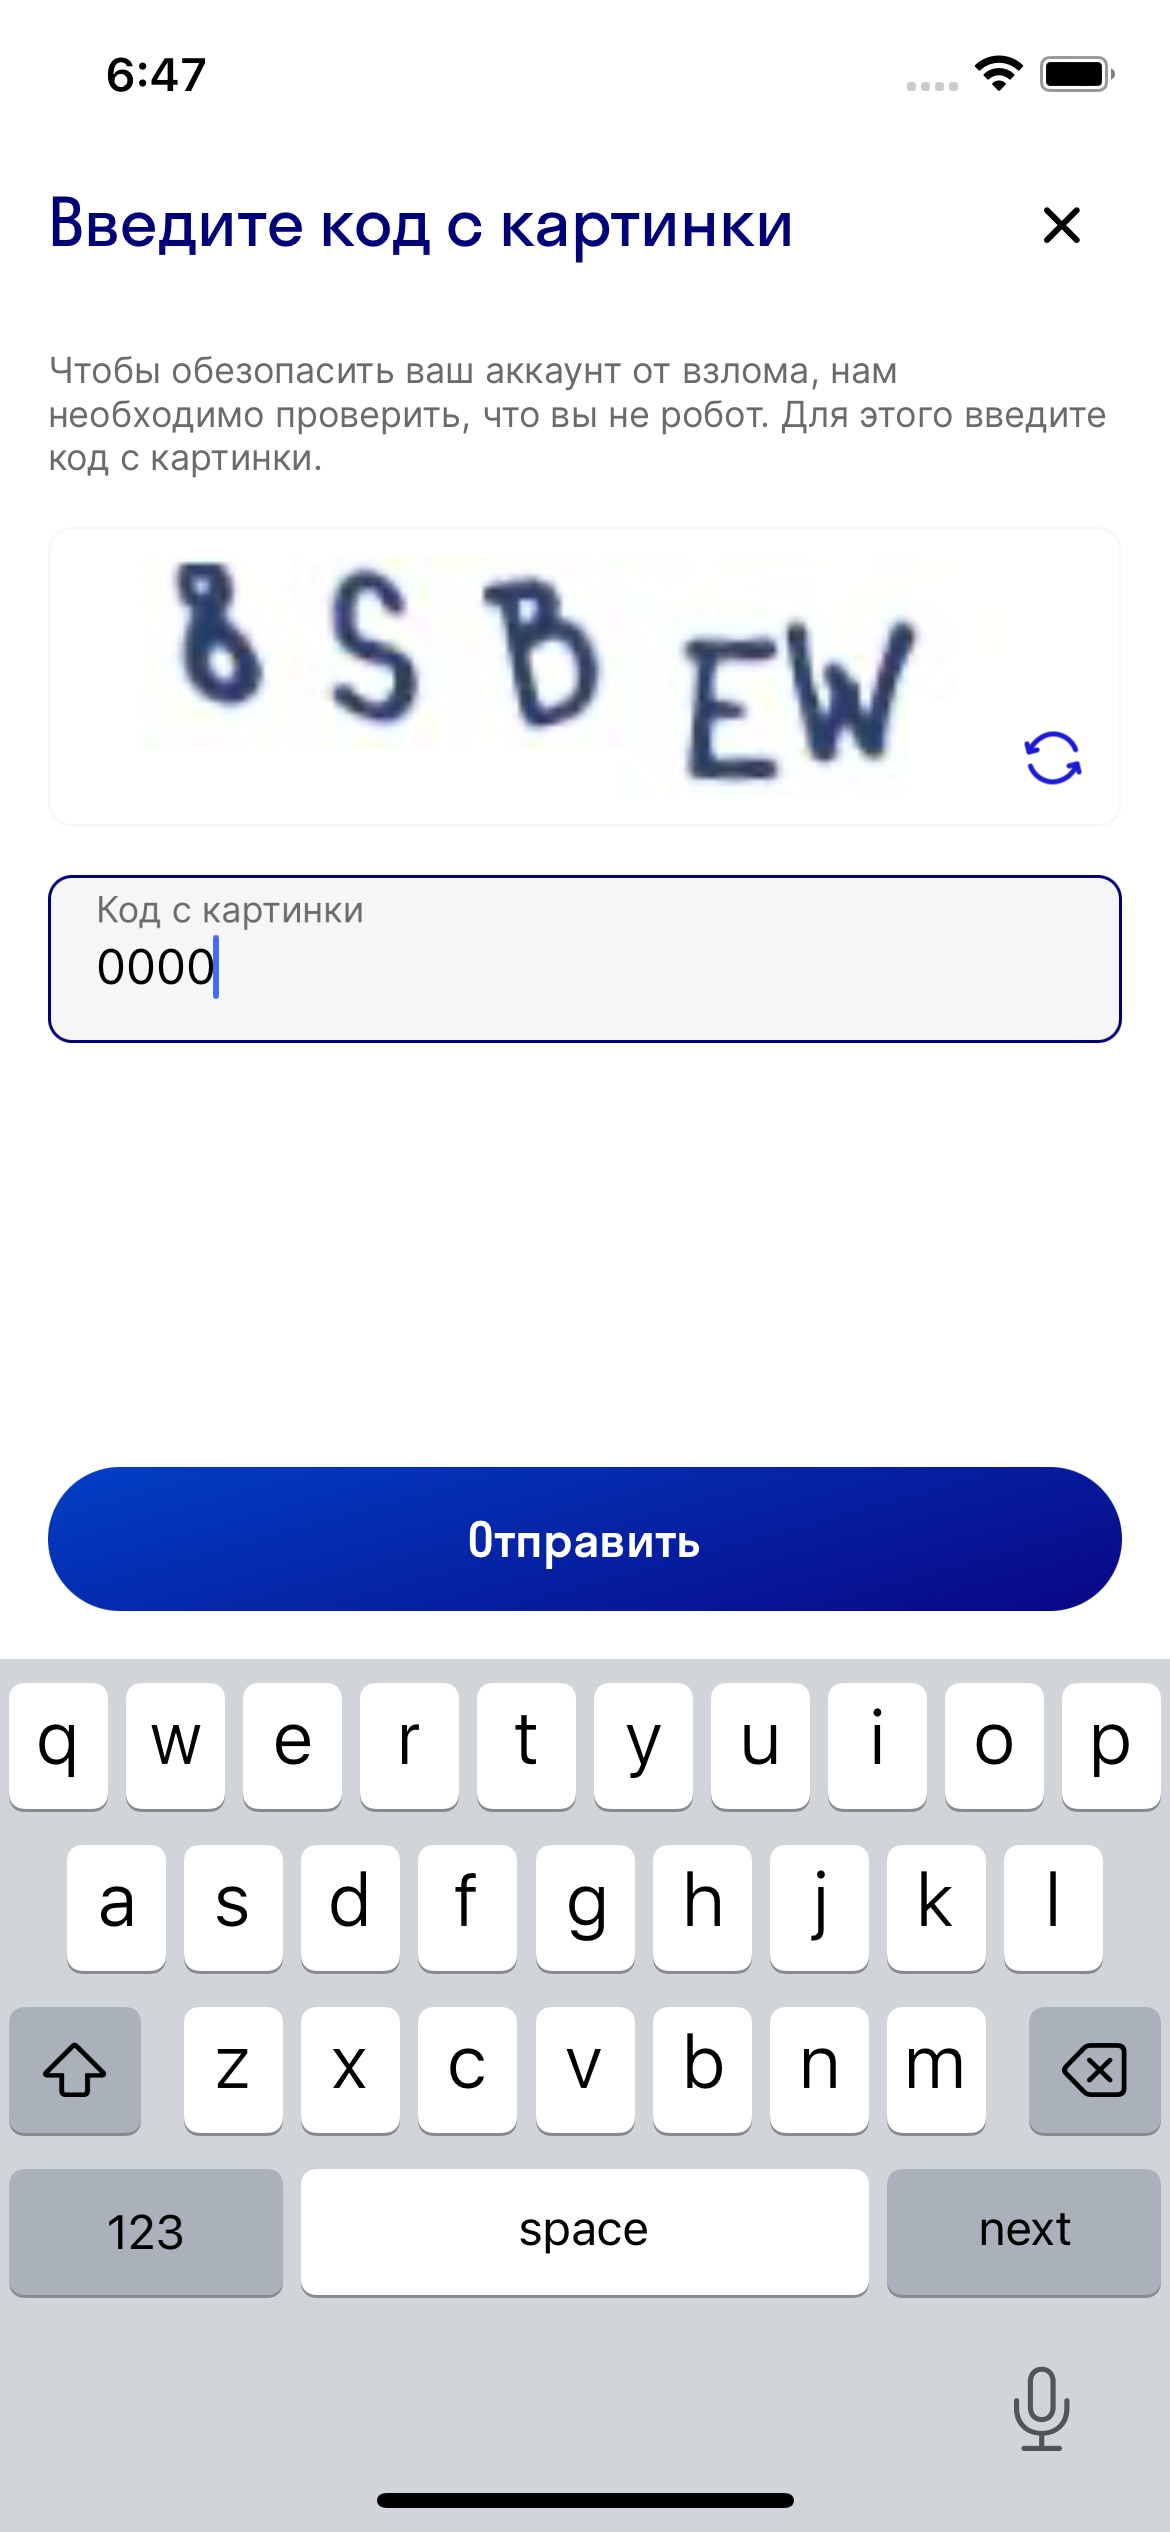 6:47
Введите код с картинки
Чтобы обезопасить ваш аккаунт от взлома, нам
необходимо проверить, что вы не робот. Для этого введите
код с картинки.
8SBEW
Код с картинки
0000
Отправить
q w e r t y u i o p
a s d f g h j k l
z x c v b n m
123 space next